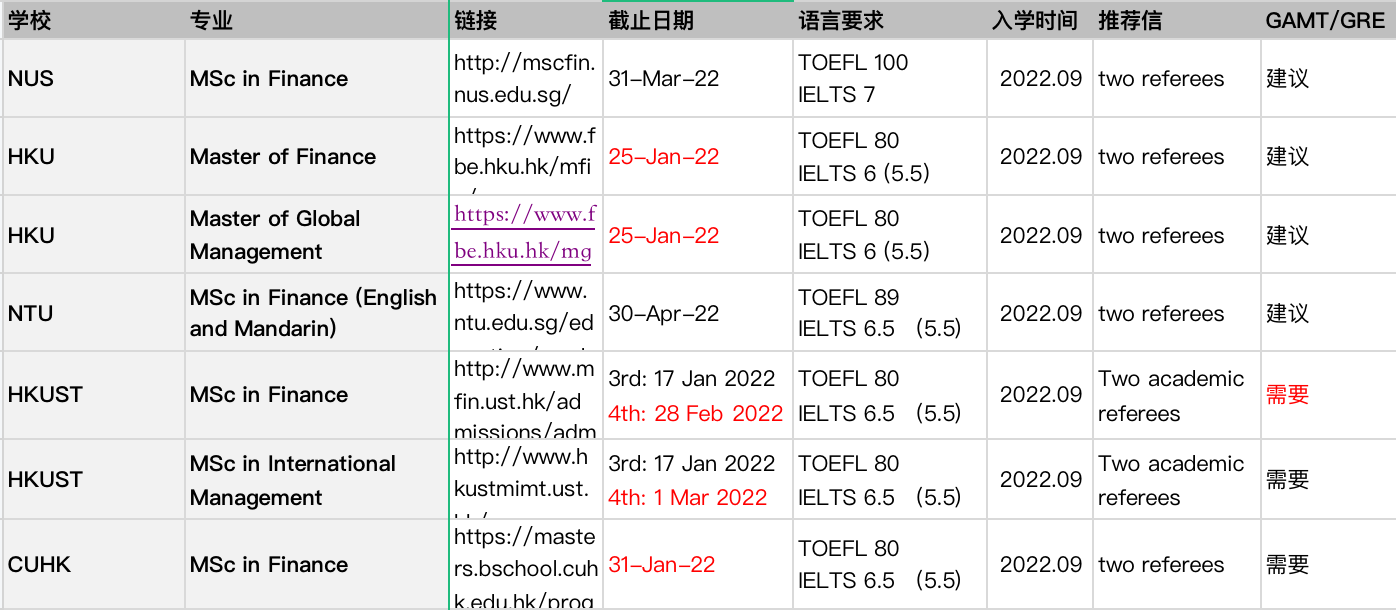 学校 专业 链接 截止日期 语言要求 入学时间 推荐信 GAMT/GRE
NUS
MSc in Finance
http://mscfin.
nus.edu.sg/
31-Mar-22
TOEFL 100
IELTS 7
2022.09
two referees
建议
HKU
Master of Finance
https://www.f
be.hku.hk/mfi
25-Jan-22
TOEFL 80
IELTS 6 (5.5)
2022.09
two referees
建议
HKU
Master of Global
Management
https://www.f
be.hku.hk/mg
25-Jan-22
TOEFL 80
IELTS 6 (5.5)
2022.09
two referees
建议
NTU
MSc in Finance (English
and Mandarin)
https://www.
ntu.edu.sg/ed
30-Apr-22
TOEFL 89
IELTS 6.5 （5.5)
2022.09
two referees
建议
HKUST
MSc in Finance
http://www.m
fin.ust.hk/ad
missions/adm
3rd: 17 Jan 2022
4th: 28 Feb 2022
TOEFL 80
IELTS 6.5 （5.5)
2022.09
Two academic
referees
需要
HKUST
MSc in International
Management
http://www.h
kustmimt.ust.
3rd: 17 Jan 2022
4th: 1 Mar 2022
TOEFL 80
IELTS 6.5 （5.5)
2022.09
Two academic
referees
需要
CUHK
MSc in Finance
https://maste
rs.bschool.cuh
k.edu.hk/prog
31-Jan-22
TOEFL 80
IELTS 6.5 （5.5)
2022.09
two referees
需要